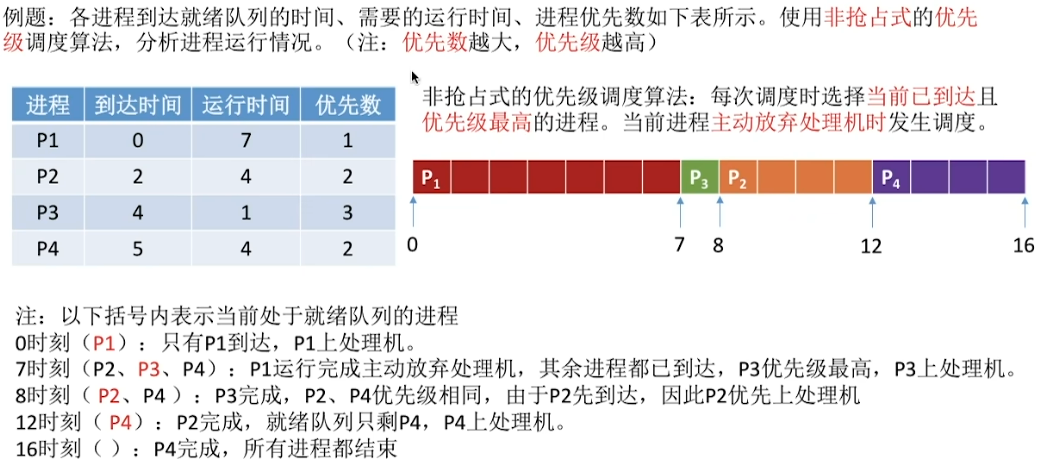 例题：各进程到达就绪队列的时间、需要的运行时间、进程优先数如下表所示。使用非抢占式的优先
级调度算法，分析进程运行情况。（注：优先数越大，优先级越高）
进程 到达时间 运行时间 优先数
P1 0 7 1
P2 2 4 2
P3 4 1 3
P4 5 4 2
非抢占式的优先级调度算法：每次调度时选择当前已到达且
优先级最高的进程。当前进程主动放弃处理机时发生调度。
P1 P3 P2 P4
0 7 8 12 16
注：以下括号内表示当前处于就绪队列的进程
0时刻（P1）：只有P1到达，P1上处理机。
7时刻（P2、P3、P4）：P1运行完成主动放弃处理机，其余进程都已到达，P3优先级最高，P3上处理机。
8时刻（P2、P4）：P3完成，P2、P4优先级相同，由于P2先到达，因此P2优先上处理机
12时刻（P4）：P2完成，就绪队列只剩P4，P4上处理机。
16时刻（ ）：P4完成，所有进程都结束